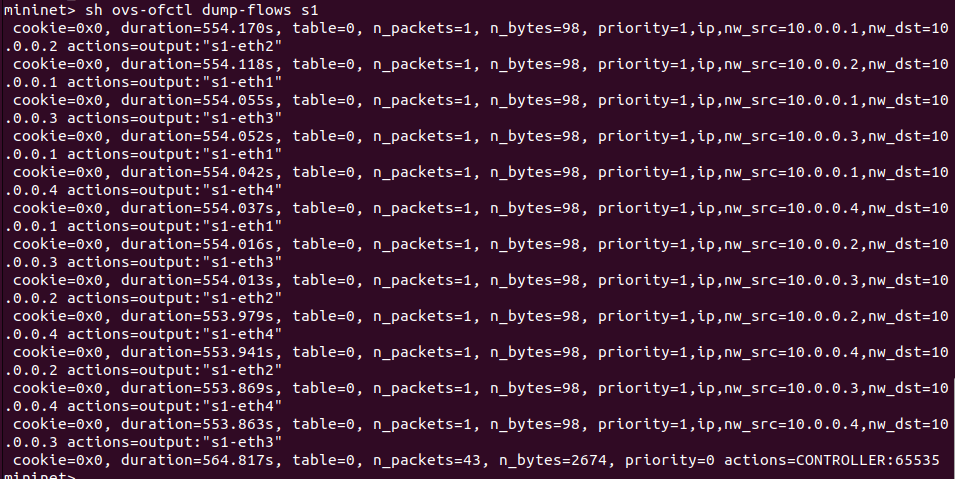 mininet> sh ovs-ofctl dump-flows s1
cookie=0x0, duration=554.170s, table=0, n_packets=1, n_bytes=98, priority=1,ip,nw_src=10.0.0.1,nw_dst=10
.0.0.2 actions=output:"s1-eth2"
cookie=0x0, duration=554.118s, table=0, n_packets=1, n_bytes=98, priority=1,ip,nw_src=10.0.0.2,nw_dst=10
.0.0.1 actions=output:"s1-eth1"
cookie=0x0, duration=554.055s, table=0, n_packets=1, n_bytes=98, priority=1,ip,nw_src=10.0.0.1,nw_dst=10
.0.0.3 actions=output:"s1-eth3"
cookie=0x0, duration=554.052s, table=0, n_packets=1, n_bytes=98, priority=1,ip,nw_src=10.0.0.3,nw_dst=10
.0.0.1 actions=output:"s1-eth1"
cookie=0x0, duration=554.042s, table=0, n_packets=1, n_bytes=98, priority=1,ip,nw_src=10.0.0.1,nw_dst=10
.0.0.4 actions=output:"s1-eth4"
cookie=0x0, duration=554.037s, table=0, n_packets=1, n_bytes=98, priority=1,ip,nw_src=10.0.0.4,nw_dst=10
.0.0.1 actions=output:"s1-eth1"
cookie=0x0, duration=554.016s, table=0, n_packets=1, n_bytes=98, priority=1,ip,nw_src=10.0.0.2,nw_dst=10
.0.0.3 actions=output:"s1-eth3"
cookie=0x0, duration=554.013s, table=0, n_packets=1, n_bytes=98, priority=1,ip,nw_src=10.0.0.3,nw_dst=10
.0.0.2 actions=output:"s1-eth2"
cookie=0x0, duration=553.979s, table=0, n_packets=1, n_bytes=98, priority=1,ip,nw_src=10.0.0.2,nw_dst=10
.0.0.4 actions=output:"s1-eth4"
cookie=0x0, duration=553.941s, table=0, n_packets=1, n_bytes=98, priority=1,ip,nw_src=10.0.0.4,nw_dst=10
.0.0.2 actions=output:"s1-eth2"
cookie=0x0, duration=553.869s, table=0, n_packets=1, n_bytes=98, priority=1,ip,nw_src=10.0.0.3,nw_dst=10
.0.0.4 actions=output:"s1-eth4"
cookie=0x0, duration=553.863s, table=0, n_packets=1, n_bytes=98, priority=1,ip,nw_src=10.0.0.4,nw_dst=10
.0.0.3 actions=output:"s1-eth3"
cookie=0x0, duration=564.817s, table=0, n_packets=43, n_bytes=2674, priority=0 actions=CONTROLLER:65535
mininet>